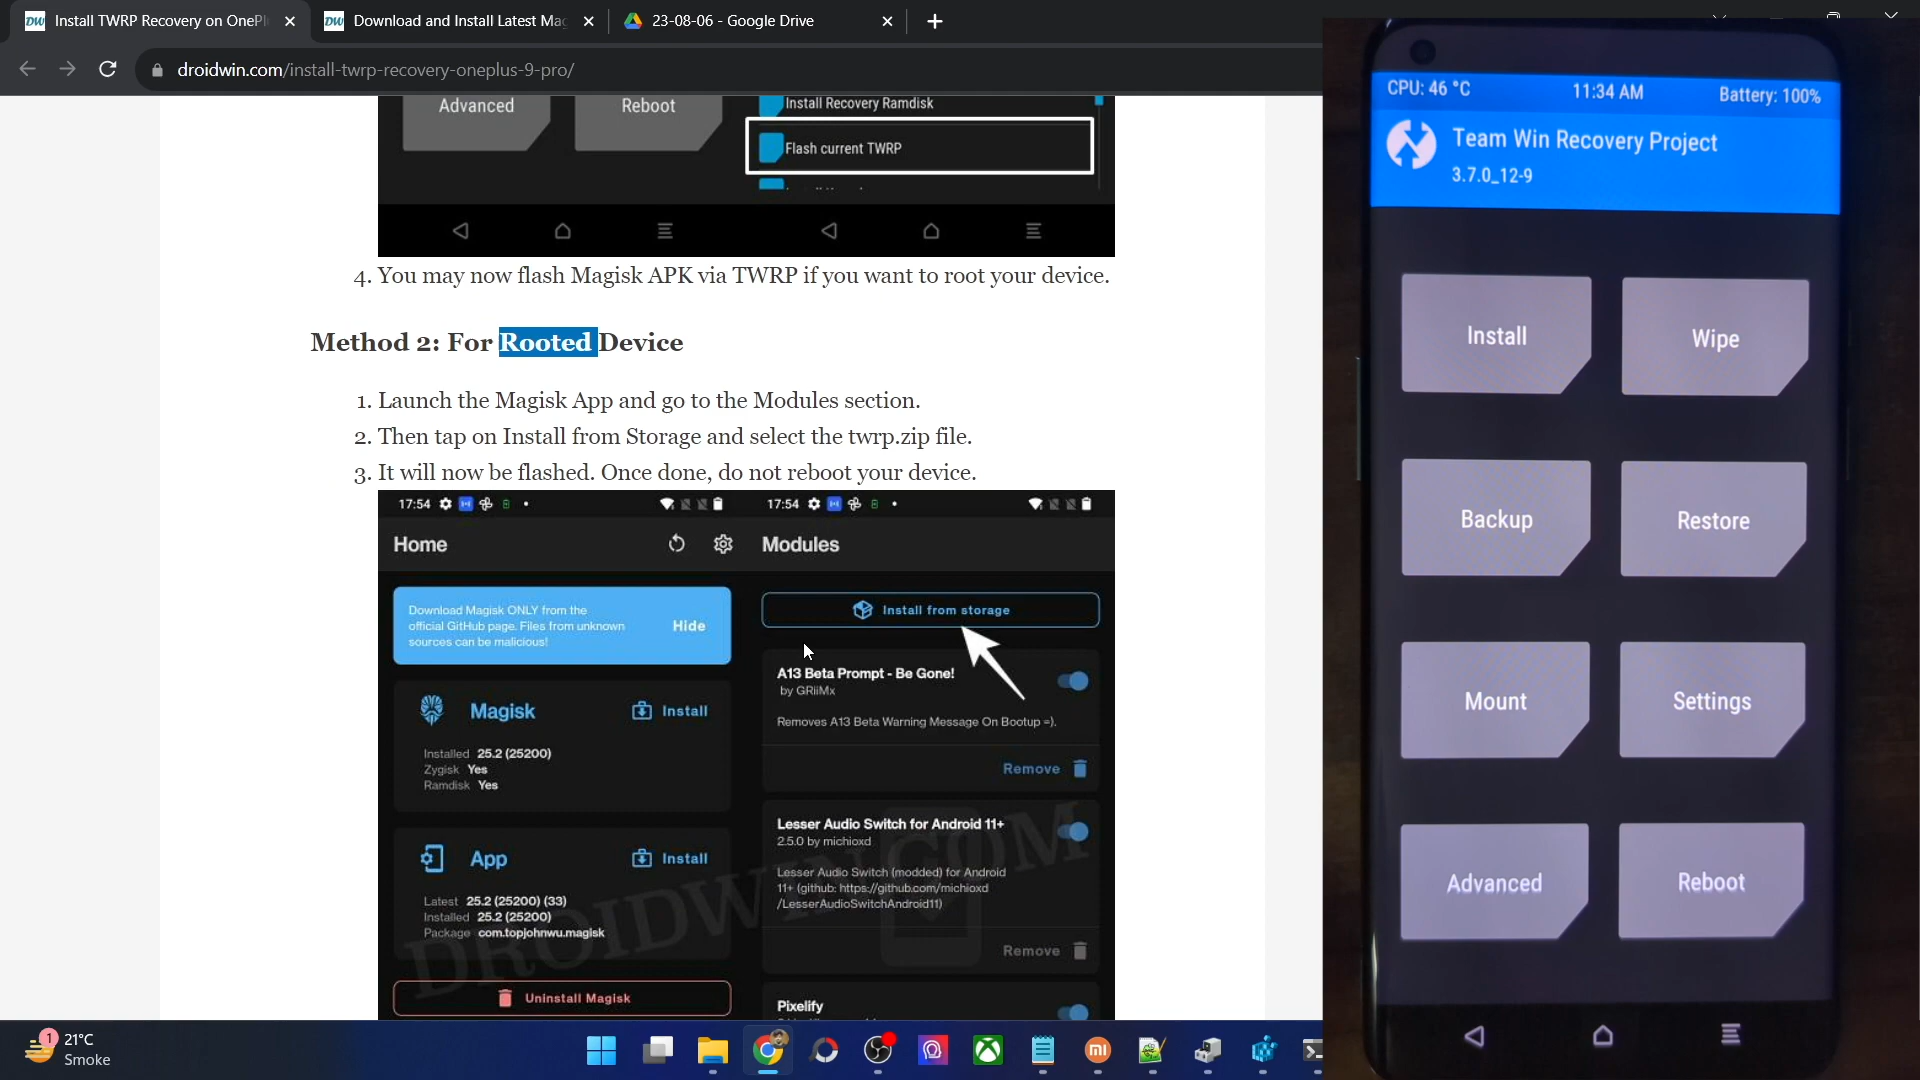 Install TWRP Recovery on OnePl
Download and Install Latest Mag
23-08-06 - Google Drive
droidwin.com/install-twrp-recovery-oneplus-9-pro/
Advanced
Reboot
Install Recovery Ramdisk
Flash current TWRP
4. You may now flash Magisk APK via TWRP if you want to root your device.
Method 2: For Rooted Device
1. Launch the Magisk App and go to the Modules section.
2. Then tap on Install from Storage and select the twrp.zip file.
3. It will now be flashed. Once done, do not reboot your device.
17:54
Home
Download Magisk ONLY from the
official GitHub page. Files from unknown
sources can be malicious!
Hide
Magisk
Install
Installed 25.2 (25200)
Zygisk Yes
Ramdisk Yes
App
Install
Latest 25.2 (25200) (33)
Installed 25.2 (25200)
Package com.topjohnwu.magisk
Uninstall Magisk
17:54
Modules
Install from storage
A13 Beta Prompt - Be Gone!
by GRiiMx
Removes A13 Beta Warning Message On Bootup =).
Remove
Lesser Audio Switch for Android 11+
2.5.0 by michioxd
Lesser Audio Switch (modded) for Android
11+ (github: https://github.com/michioxd
/LesserAudioSwitchAndroid11)
Remove
Pixelify
DROIDWIN.COM
1
21°C
Smoke
CPU: 46 °C
11:34 AM
Battery: 100%
Team Win Recovery Project
3.7.0_12-9
Install
Wipe
Backup
Restore
Mount
Settings
Advanced
Reboot